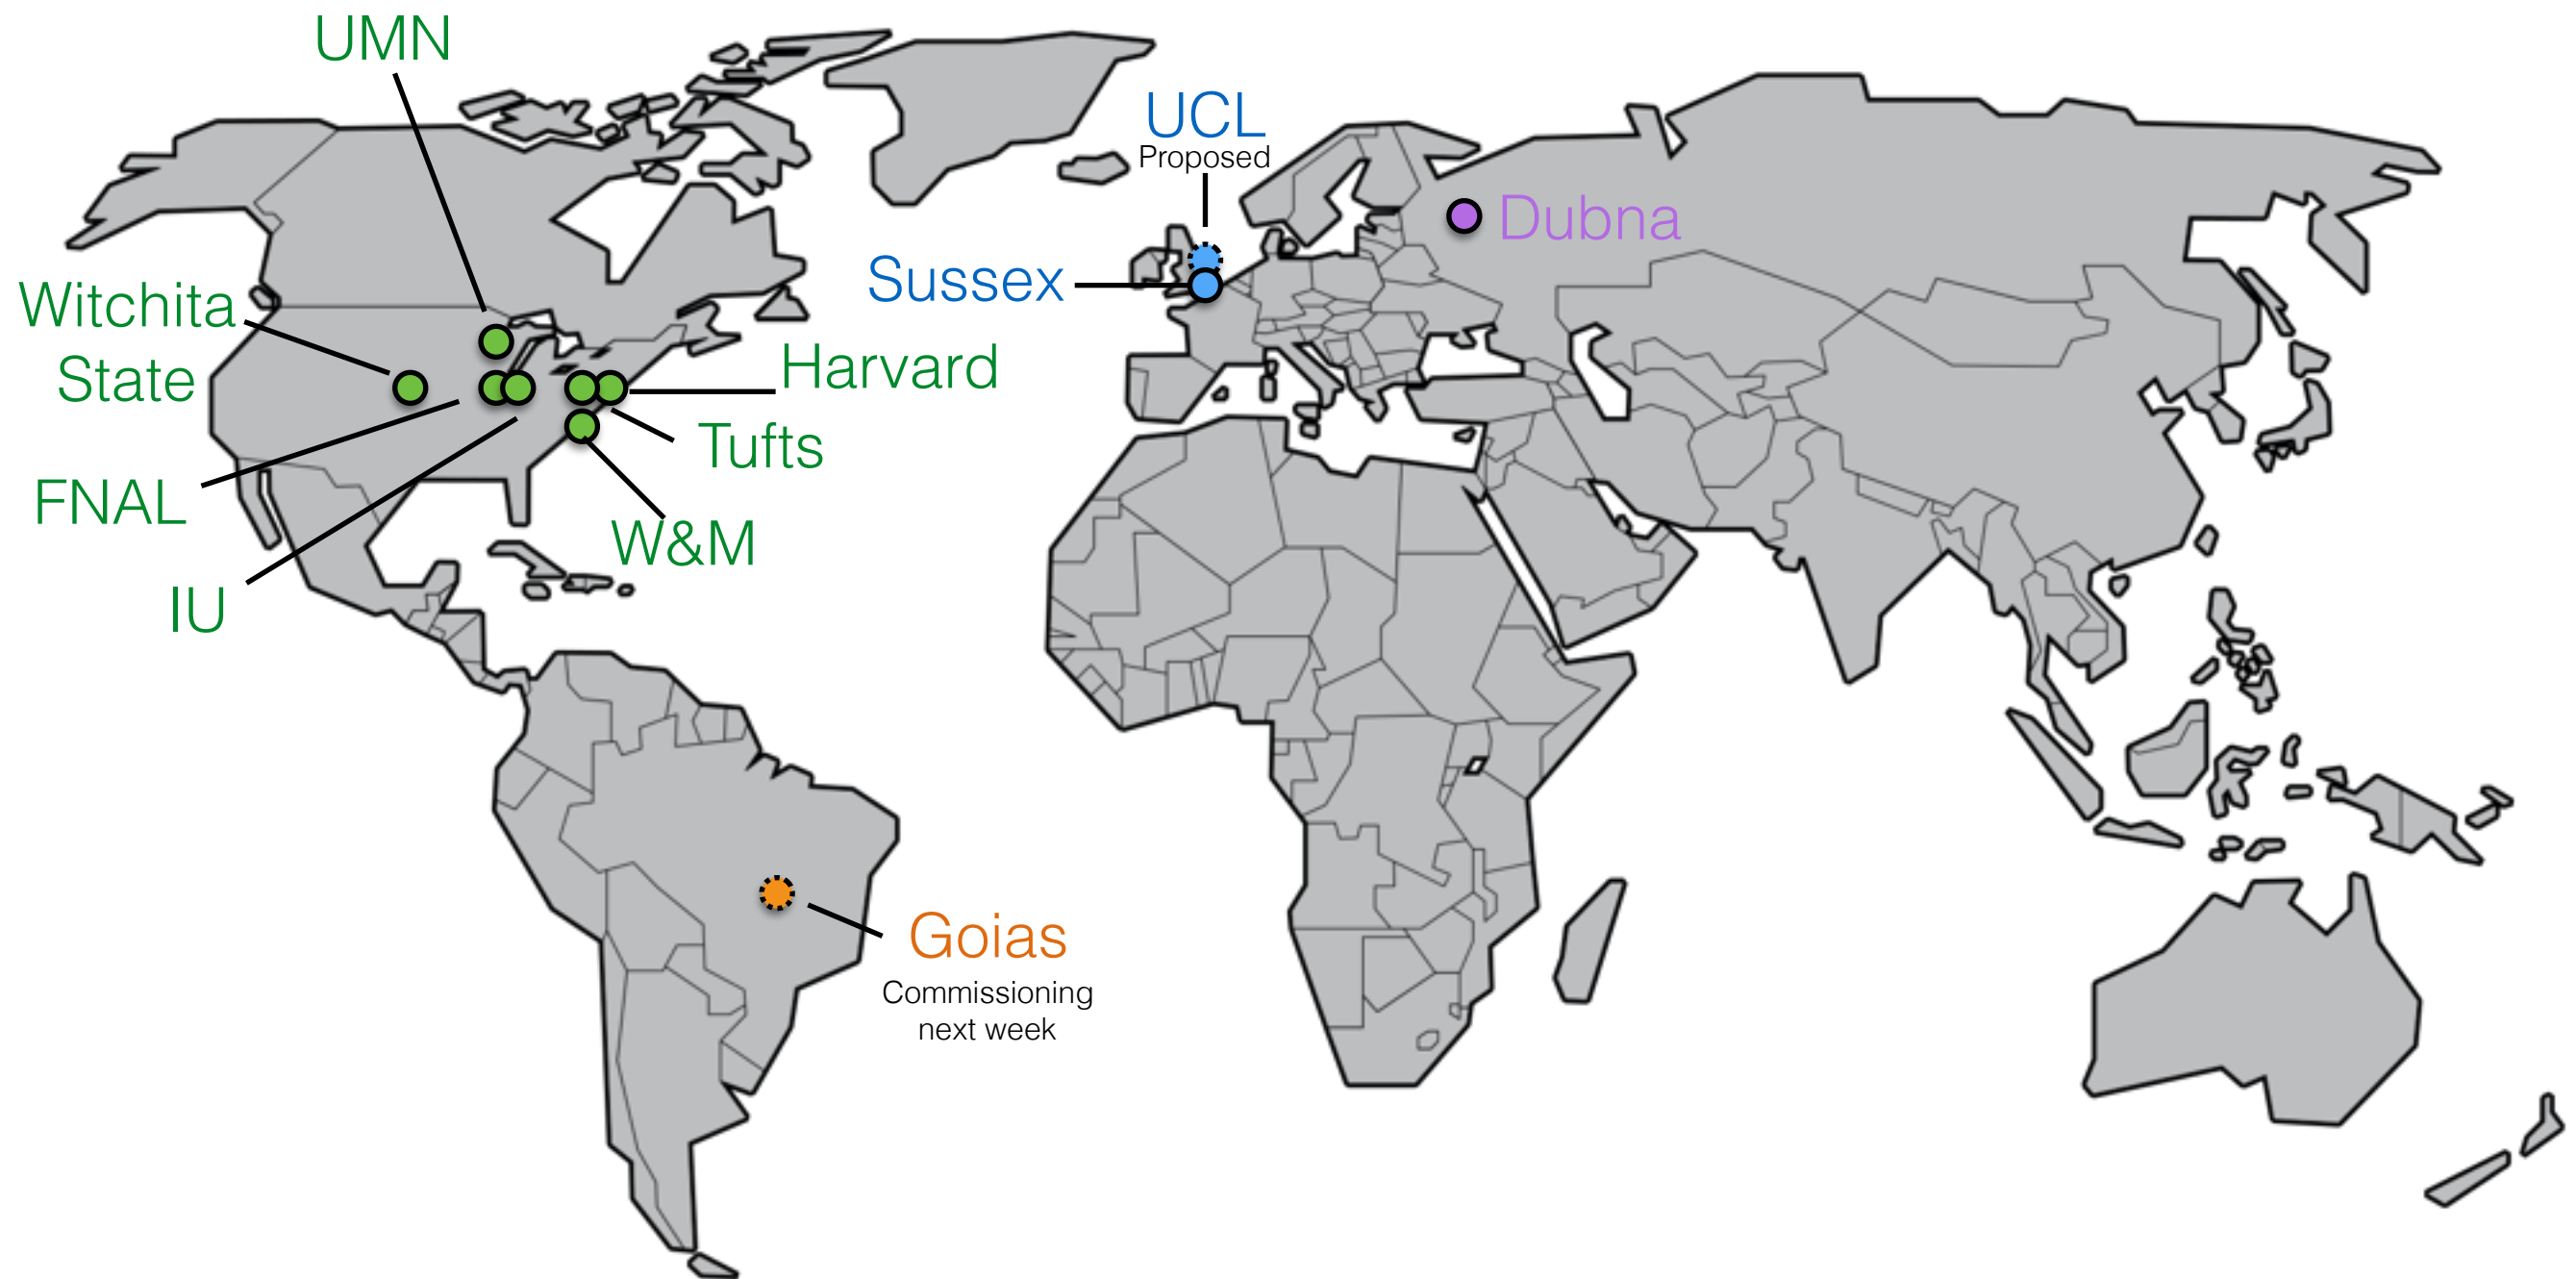 UMN
UCL
Proposed
Dubna
Sussex
Witchita
State
Harvard
Tufts
FNAL
W&M
IU
Goias
Commissioning
next week